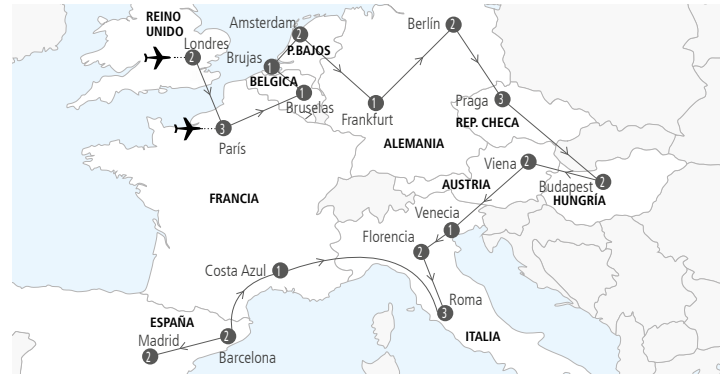 REINO
UNIDO
Londres
2
Amsterdam
2
P.BAJOS
Brujas
1
BELGICA
1
Bruselas
Berlín
2
1
Frankfurt
ALEMANIA
Praga
3
REP. CHECA
3
París
FRANCIA
Viena
2
AUSTRIA
Budapest
2
HUNGRÍA
Venecia
1
Florencia
2
Costa Azul
1
Roma
3
ITALIA
ESPAÑA
Madrid
2
2
Barcelona